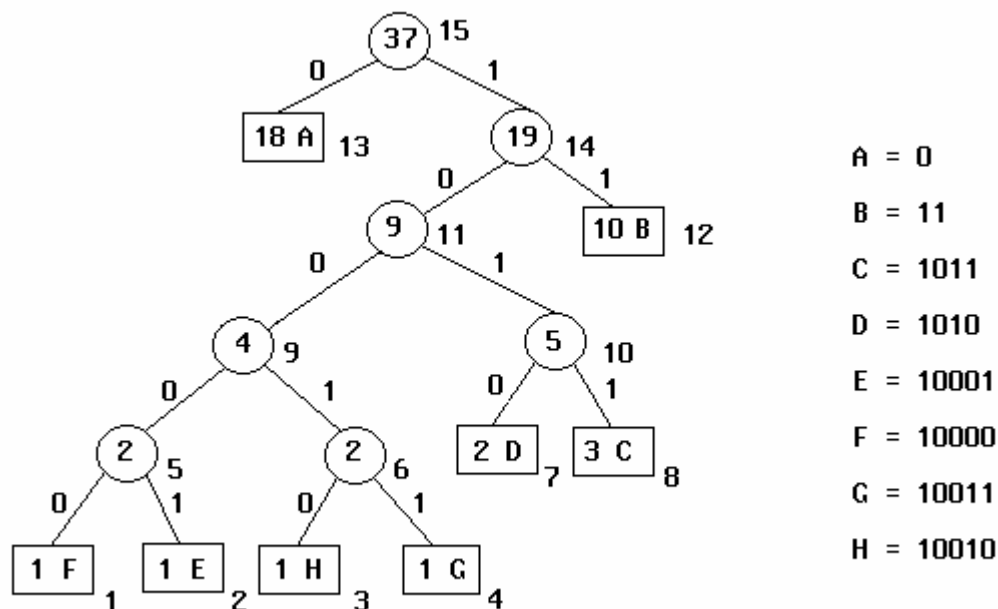 37 15
0 1
18 A 13
19 14
0 1
9 11
10 B 12
0 1
4 9
5 10
0 1
0 1
2 5
2 6
2 D 7
3 C 8
0 1
0 1
1 F 1
1 E 2
1 H 3
1 G 4
A = 0
B = 11
C = 1011
D = 1010
E = 10001
F = 10000
G = 10011
H = 10010